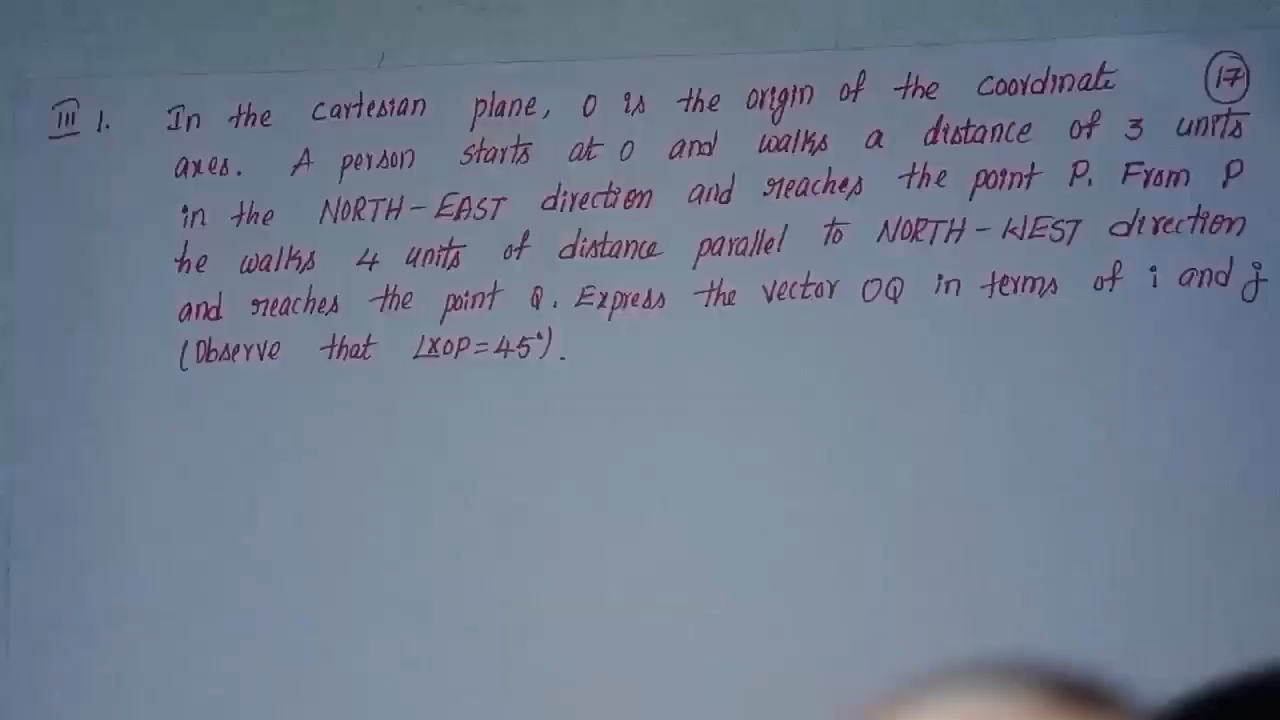 III 1. In the cartesian plane, O is the origin of the coordinate (17)
axes. A person starts at O and walks a distance of 3 units
in the NORTH-EAST direction and reaches the point P. From P
he walks 4 units of distance parallel to NORTH-WEST direction
and reaches the point Q. Express the vector OQ in terms of i and j
(Observe that ∠XOP=45°).